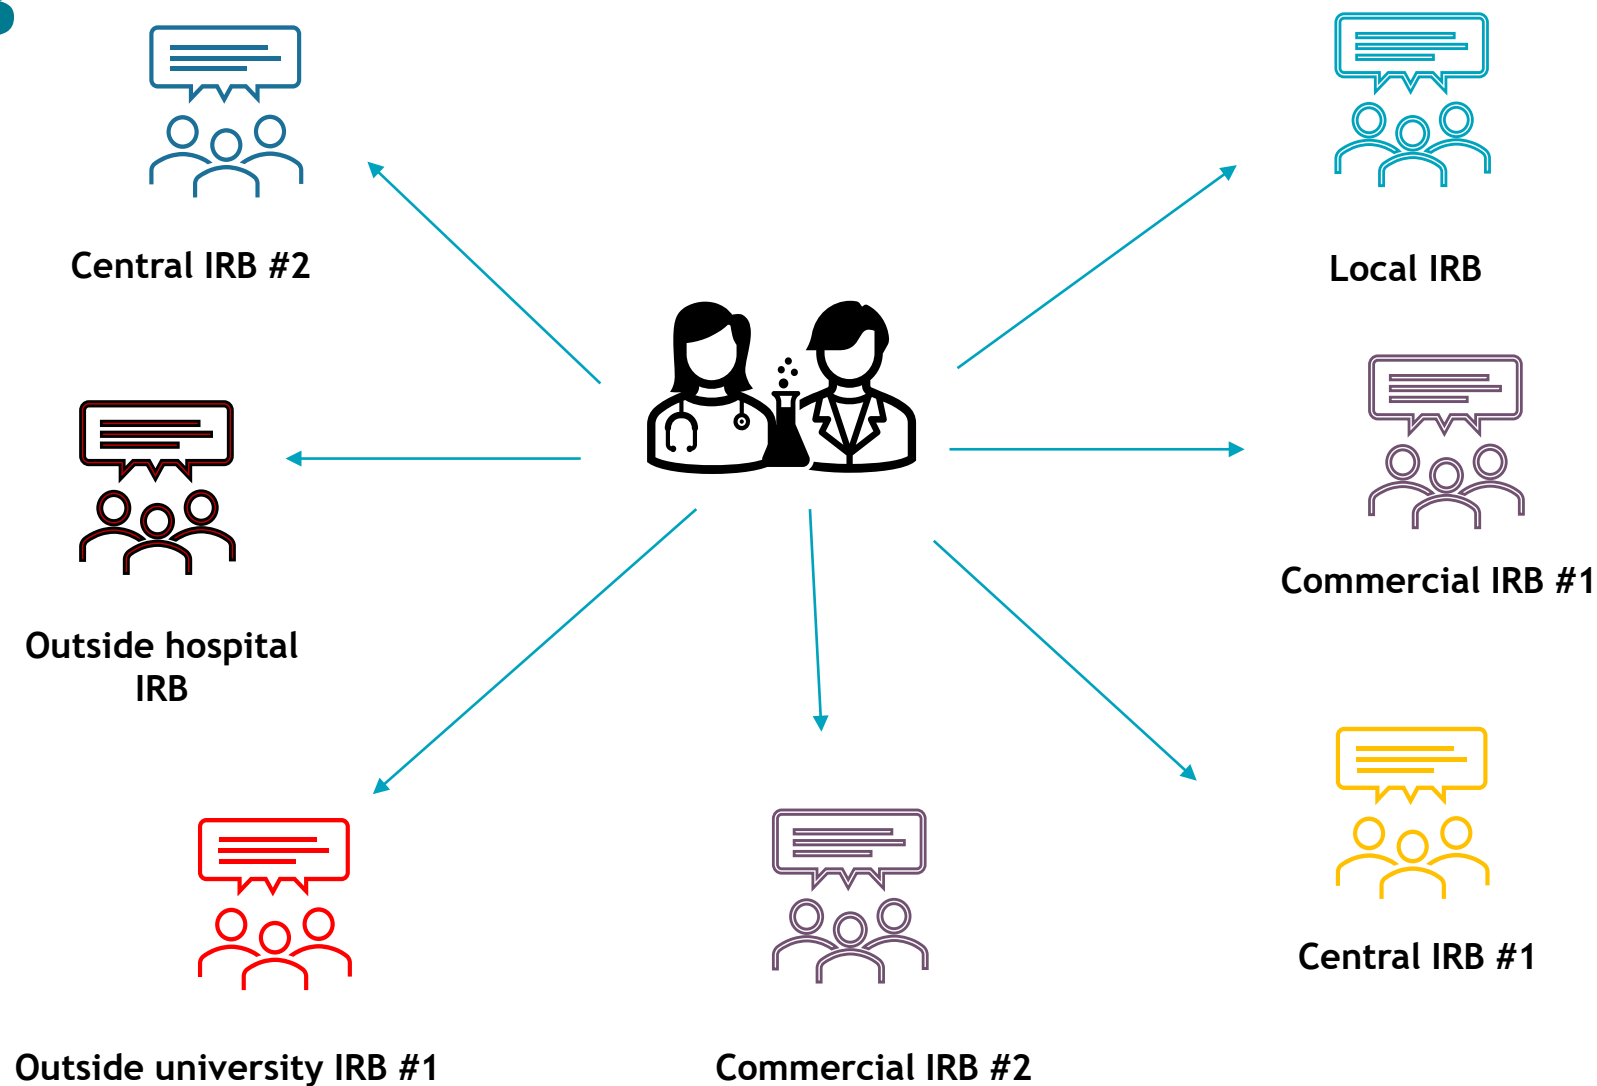 Central IRB #2
Local IRB
Commercial IRB #1
Outside hospital
IRB
Central IRB #1
Outside university IRB #1
Commercial IRB #2